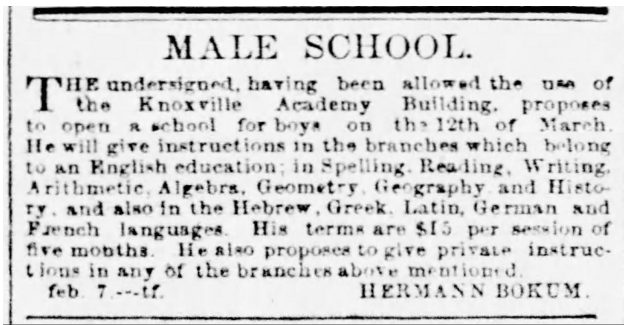 MALE SCHOOL.
THE undersigned, having been allowed the use of
the Knoxville Academy Building, proposes
to open a school for boys on the 12th of March.
He will give instructions in the branches which belong
to an English education; in Spelling, Reading, Writing,
Arithmetic, Algebra, Geometry, Geography and Histo-
ry, and also in the Hebrew, Greek, Latin, German and
French languages. His terms are $15 per session of
five months. He also proposes to give private instruc-
tions in any of the branches above mentioned.
feb. 7.---tf. HERMANN BOKUM.